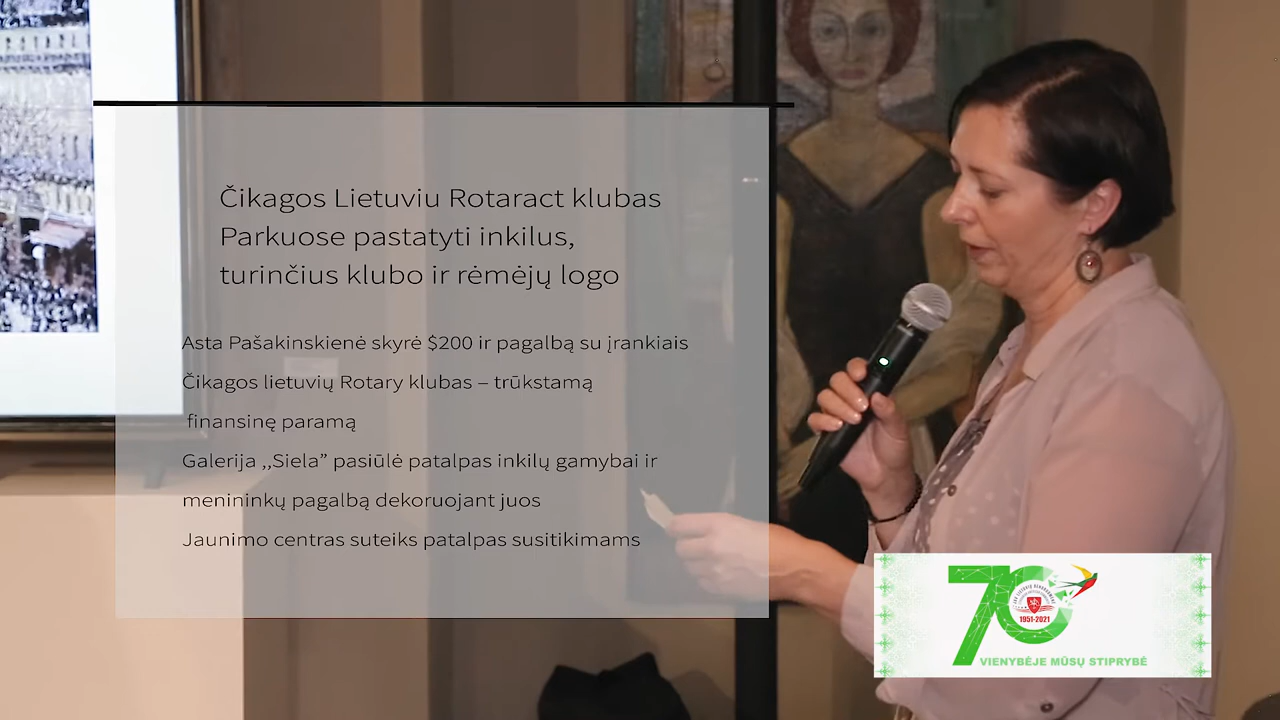 Čikagos Lietuviu Rotaract klubas
Parkuose pastatyti inkilus,
turinčius klubo ir rėmėjų logo
Asta Pašakinskienė skyrė $200 ir pagalbą su įrankiais
Čikagos lietuvių Rotary klubas – trūkstamą
finansinę paramą
Galerija ,,Siela” pasiūlė patalpas inkilų gamybai ir
menininkų pagalbą dekoruojant juos
Jaunimo centras suteiks patalpas susitikimams
70
1951-2021
VIENYBĖJE MŪSŲ STIPRYBĖ